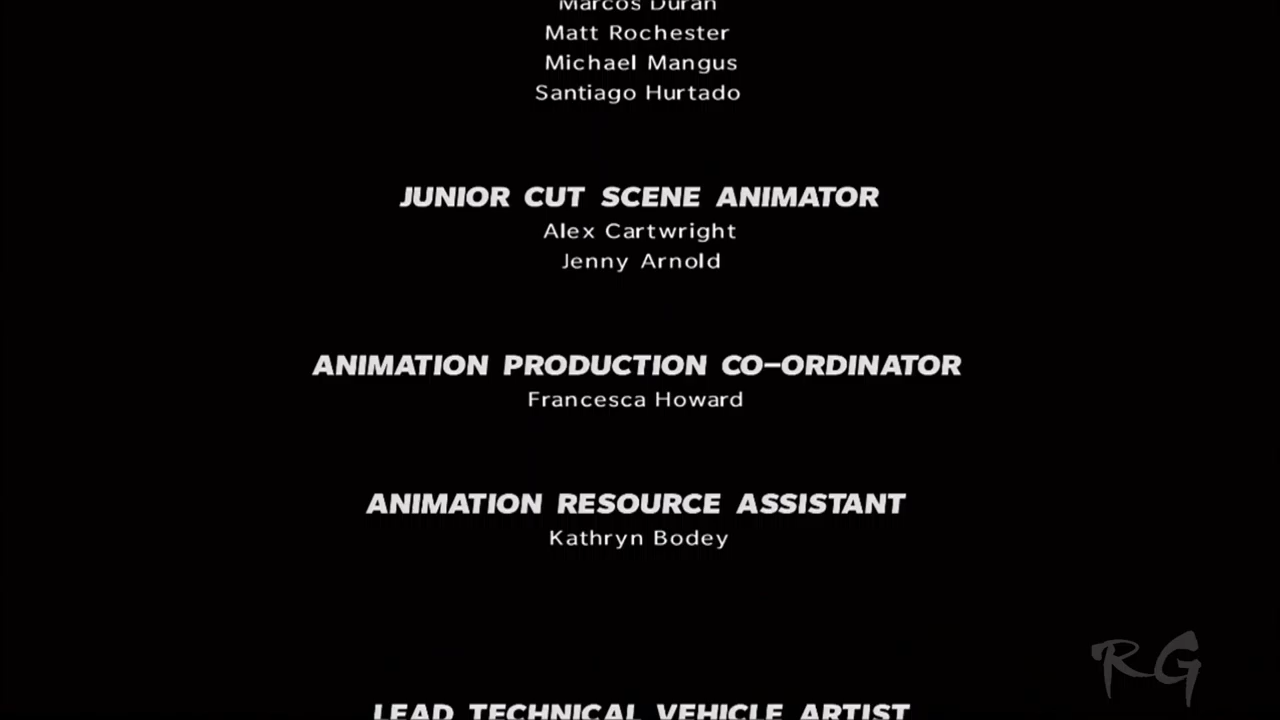 Marcos Duran
Matt Rochester
Michael Mangus
Santiago Hurtado
JUNIOR CUT SCENE ANIMATOR
Alex Cartwright
Jenny Arnold
ANIMATION PRODUCTION CO-ORDINATOR
Francesca Howard
ANIMATION RESOURCE ASSISTANT
Kathryn Bodey
RG
LEAD TECHNICAL VEHICLE ARTIST